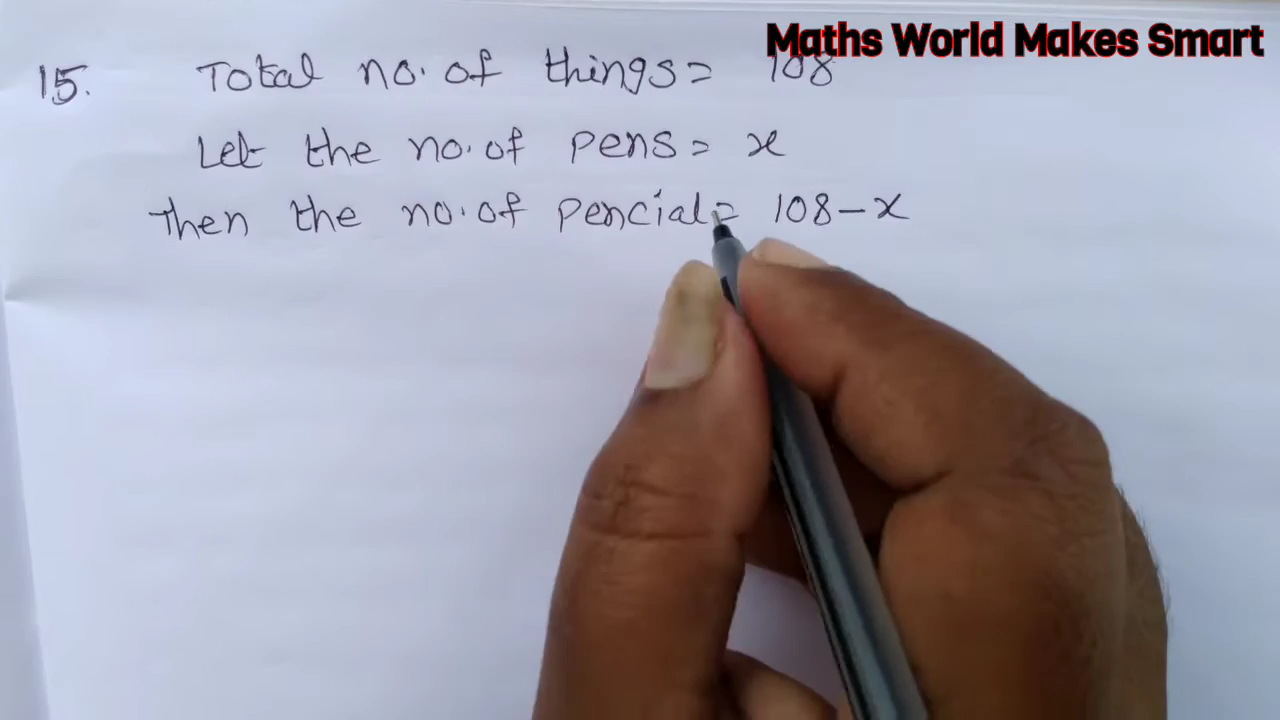 Maths World Makes Smart
15. Total no. of things = 108
Let the no. of pens = x
Then the no. of pencial = 108 - x